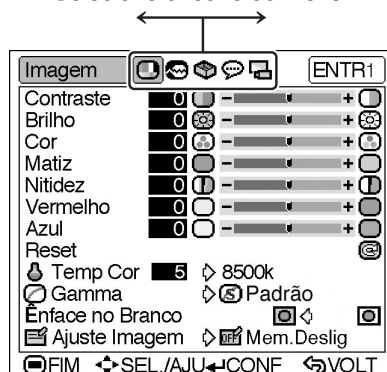 Imagem ENTR1
Contraste 0 - +
Brilho 0 - +
Cor 0 - +
Matiz 0 - +
Nitidez 0 - +
Vermelho 0 - +
Azul 0 - +
Reset
Temp Cor 5 8500k
Gamma S Padrão
Ênface no Branco
Ajuste Imagem OFF Mem.Deslig
FIM SEL./AJU CONF VOLT